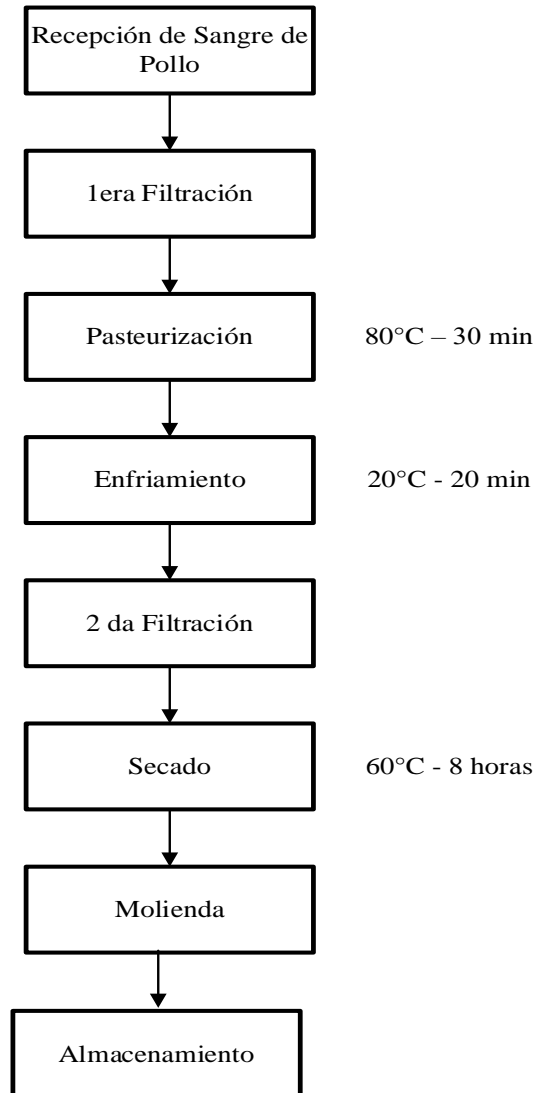 Recepción de Sangre de
Pollo
1era Filtración
Pasteurización
80°C – 30 min
Enfriamiento
20°C - 20 min
2 da Filtración
Secado
60°C - 8 horas
Molienda
Almacenamiento